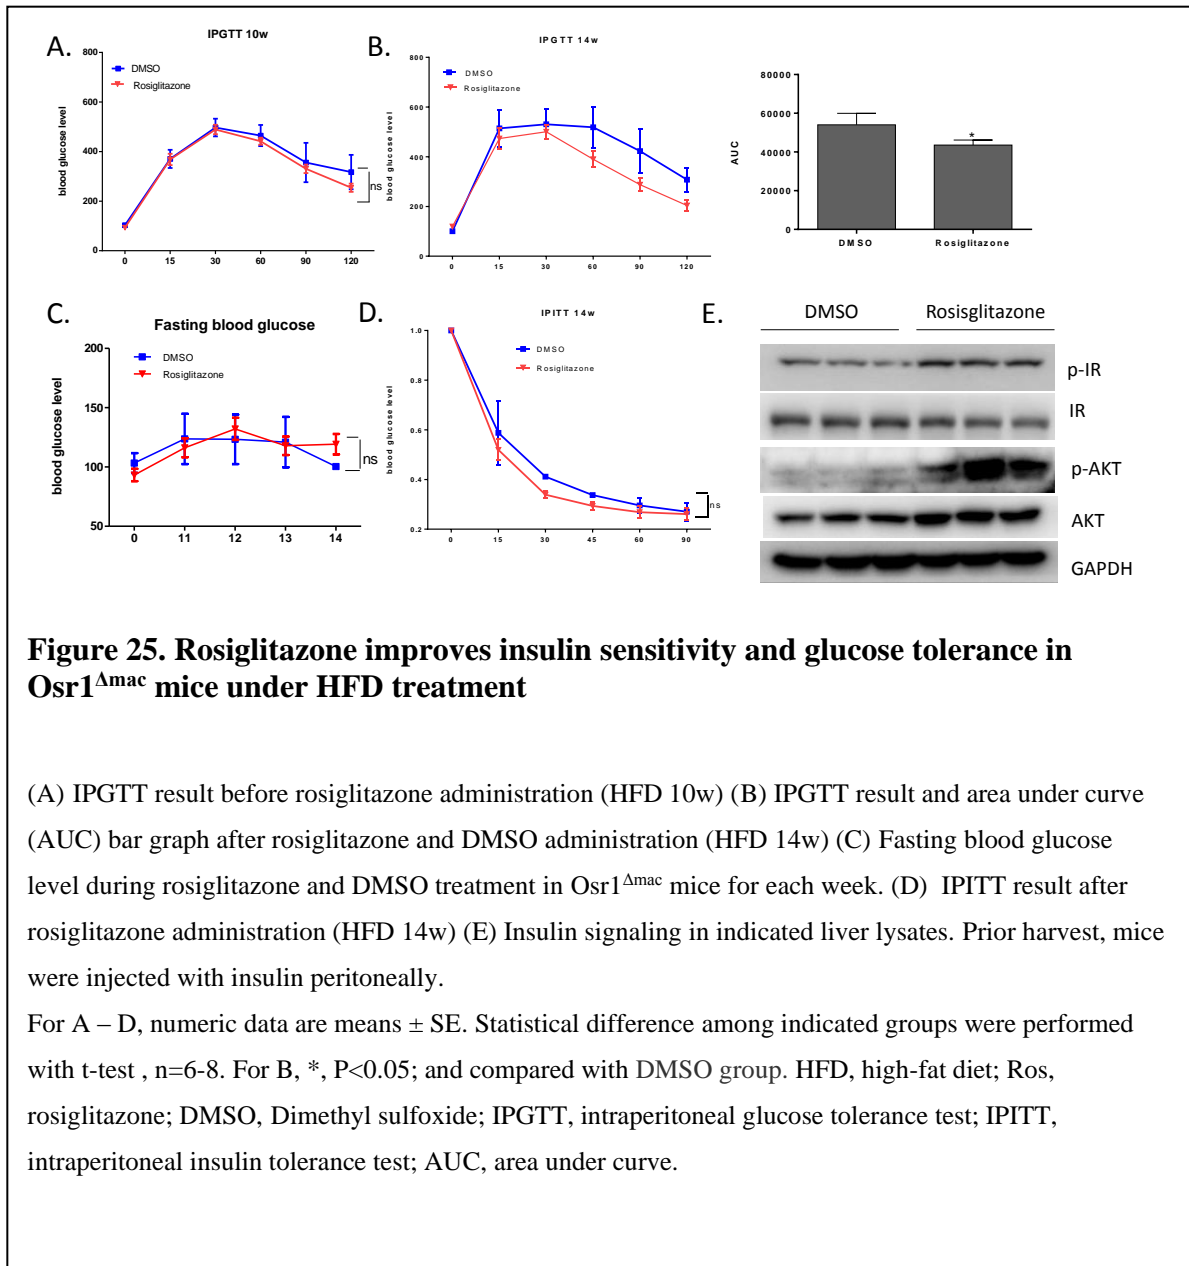 A.
IPGTT 10w
800
600
400
200
0
blood glucose level
DMSO
Rosiglitazone
ns
0 15 30 60 90 120
B.
IPGTT 14w
800
600
400
200
0
blood glucose level
DMSO
Rosiglitazone
0 15 30 60 90 120
80000
60000
40000
20000
0
AUC
*
DMSO Rosiglitazone
C.
Fasting blood glucose
200
150
100
50
blood glucose level
DMSO
Rosiglitazone
ns
0 11 12 13 14
D.
IPITT 14w
1.0
0.8
0.6
0.4
0.2
blood glucose level
DMSO
Rosiglitazone
ns
0 15 30 45 60 90
E.
DMSO Rosisglitazone
p-IR
IR
p-AKT
AKT
GAPDH
Figure 25. Rosiglitazone improves insulin sensitivity and glucose tolerance in
Osr1Δmac mice under HFD treatment
(A) IPGTT result before rosiglitazone administration (HFD 10w) (B) IPGTT result and area under curve
(AUC) bar graph after rosiglitazone and DMSO administration (HFD 14w) (C) Fasting blood glucose
level during rosiglitazone and DMSO treatment in Osr1Δmac mice for each week. (D) IPITT result after
rosiglitazone administration (HFD 14w) (E) Insulin signaling in indicated liver lysates. Prior harvest, mice
were injected with insulin peritoneally.
For A – D, numeric data are means ± SE. Statistical difference among indicated groups were performed
with t-test , n=6-8. For B, *, P<0.05; and compared with DMSO group. HFD, high-fat diet; Ros,
rosiglitazone; DMSO, Dimethyl sulfoxide; IPGTT, intraperitoneal glucose tolerance test; IPITT,
intraperitoneal insulin tolerance test; AUC, area under curve.